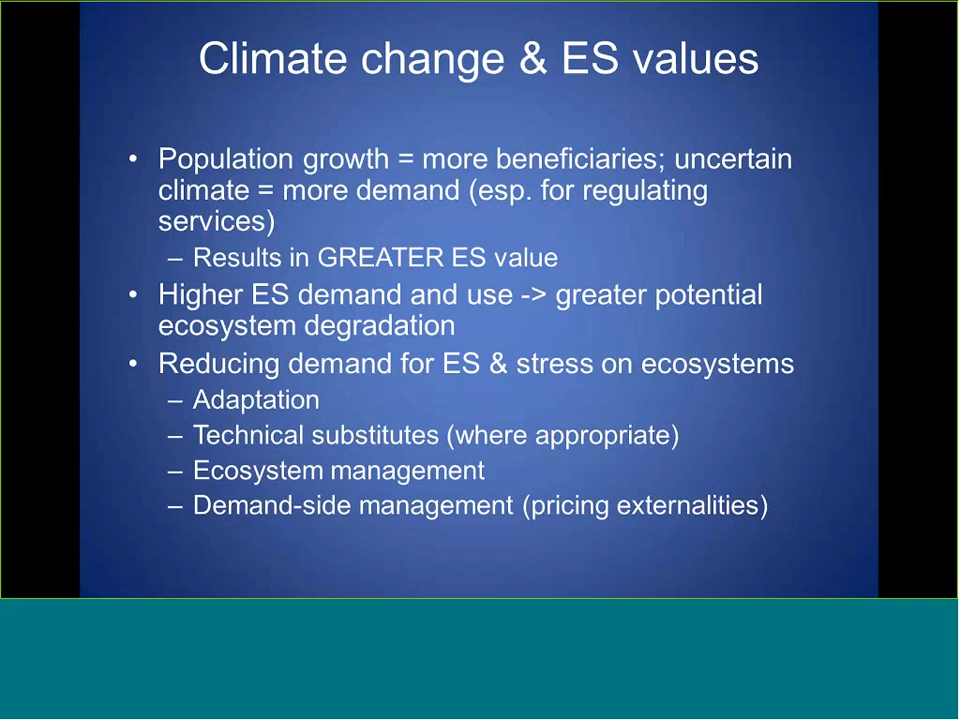 Climate change & ES values
• Population growth = more beneficiaries; uncertain
climate = more demand (esp. for regulating
services)
– Results in GREATER ES value
• Higher ES demand and use -> greater potential
ecosystem degradation
• Reducing demand for ES & stress on ecosystems
– Adaptation
– Technical substitutes (where appropriate)
– Ecosystem management
– Demand-side management (pricing externalities)